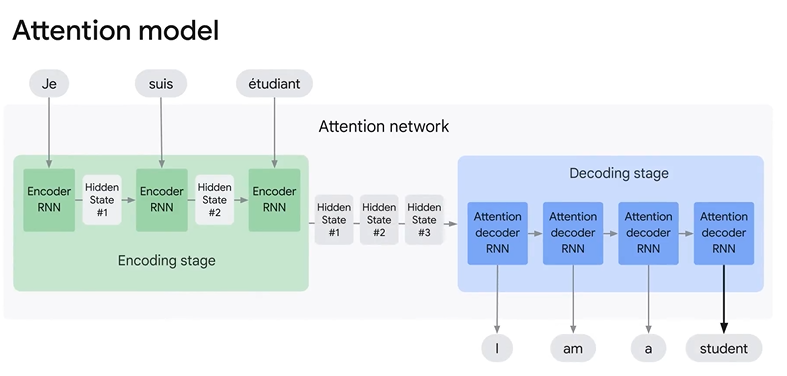 Attention model
Je
suis
étudiant
Attention network
Encoder
RNN
Hidden
State
#1
Encoder
RNN
Hidden
State
#2
Encoder
RNN
Encoding stage
Hidden
State
#1
Hidden
State
#2
Hidden
State
#3
Decoding stage
Attention
decoder
RNN
Attention
decoder
RNN
Attention
decoder
RNN
Attention
decoder
RNN
I
am
a
student